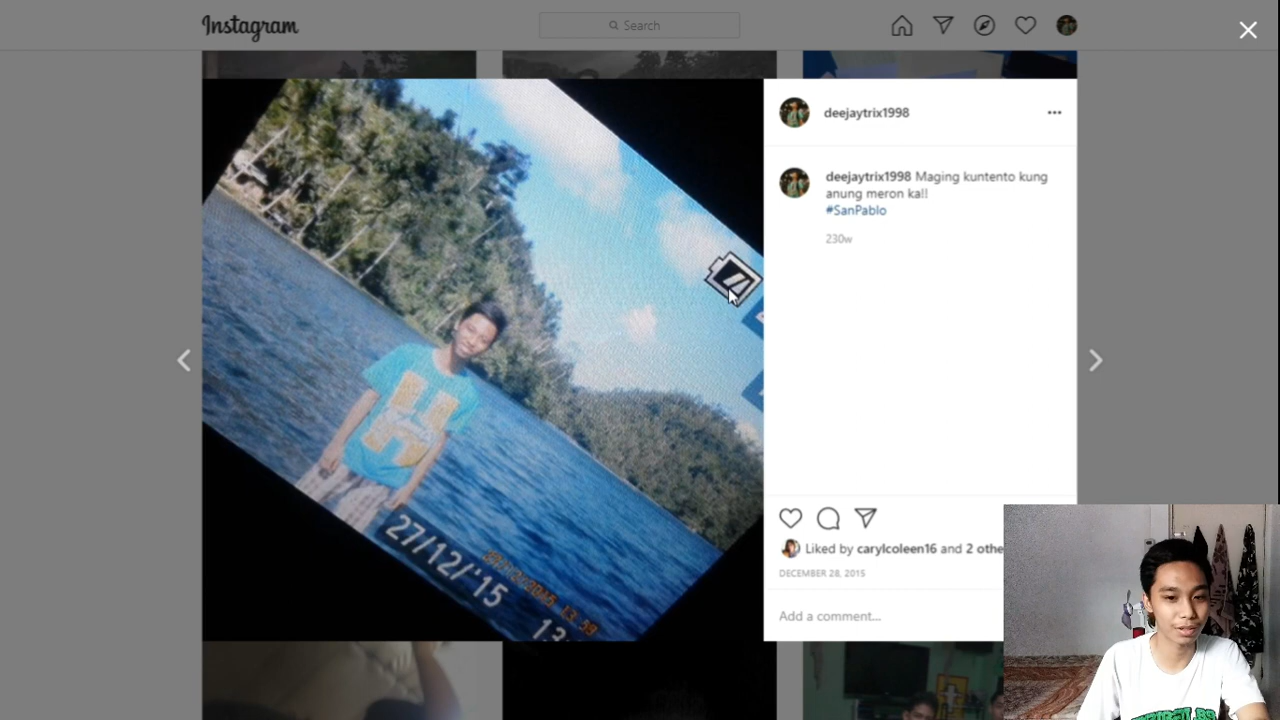 Instagram
Search
deejaytrix1998
deejaytrix1998 Maging kuntento kung
anung meron ka!!
#SanPablo
230w
27/12/'15
13:
Liked by carylcoleen16 and 2 othe
DECEMBER 28, 2015
Add a comment...